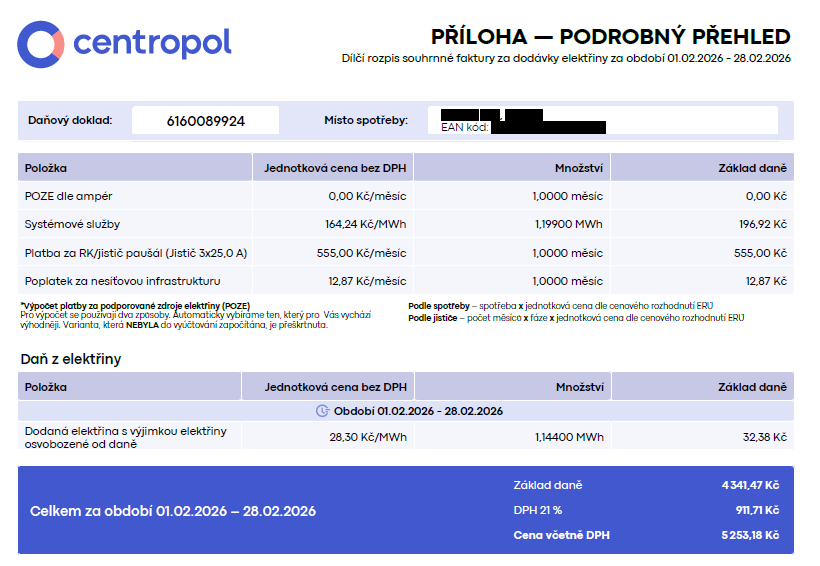 centropol
PŘÍLOHA — PODROBNÝ PŘEHLED
Dílčí rozpis souhrnné faktury za dodávky elektřiny za období 01.02.2026 - 28.02.2026
Daňový doklad: 6160089924 Místo spotřeby:
EAN kód:
Položka Jednotková cena bez DPH Množství Základ daně
POZE dle ampér 0,00 Kč/měsíc 1,0000 měsíc 0,00 Kč
Systémové služby 164,24 Kč/MWh 1,19900 MWh 196,92 Kč
Platba za RK/jistič paušál (Jistič 3x25,0 A) 555,00 Kč/měsíc 1,0000 měsíc 555,00 Kč
Poplatek za nesíťovou infrastrukturu 12,87 Kč/měsíc 1,0000 měsíc 12,87 Kč
*Výpočet platby za podporované zdroje elektřiny (POZE)
Pro výpočet se používají dva způsoby. Automaticky vybíráme ten, který pro Vás vychází
výhodněji. Varianta, která NEBYLA do vyúčtování započítána, je přeškrtnuta.
Podle spotřeby – spotřeba x jednotková cena dle cenového rozhodnutí ERÚ
Podle jističe – počet měsíců x fáze x jednotková cena dle cenového rozhodnutí ERÚ
Daň z elektřiny
Položka Jednotková cena bez DPH Množství Základ daně
Období 01.02.2026 - 28.02.2026
Dodaná elektřina s výjimkou elektřiny
osvobozené od daně 28,30 Kč/MWh 1,14400 MWh 32,38 Kč
Základ daně 4 341,47 Kč
Celkem za období 01.02.2026 – 28.02.2026 DPH 21 % 911,71 Kč
Cena včetně DPH 5 253,18 Kč